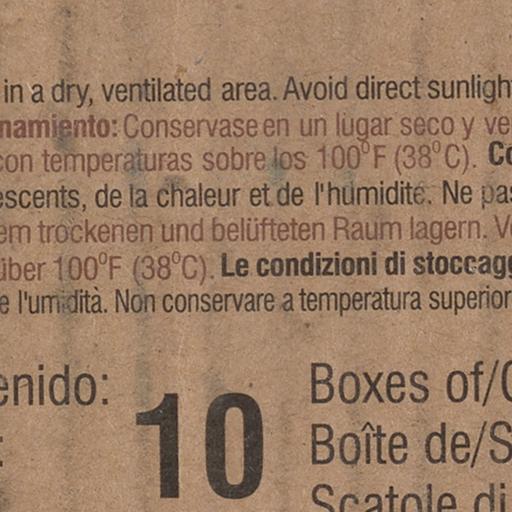 in a dry, ventilated area. Avoid direct sunlight
namiento: Conservase en un lugar seco y ve
con temperaturas sobre los 100°F (38°C). Co
escents, de la chaleur et de l'humidité. Ne pas
em trockenen und belüfteten Raum lagern. V
über 100°F (38°C). Le condizioni di stoccagg
e l'umidità. Non conservare a temperatura superior
enido: 10 Boxes of/C
: Boîte de/S
Scatole di